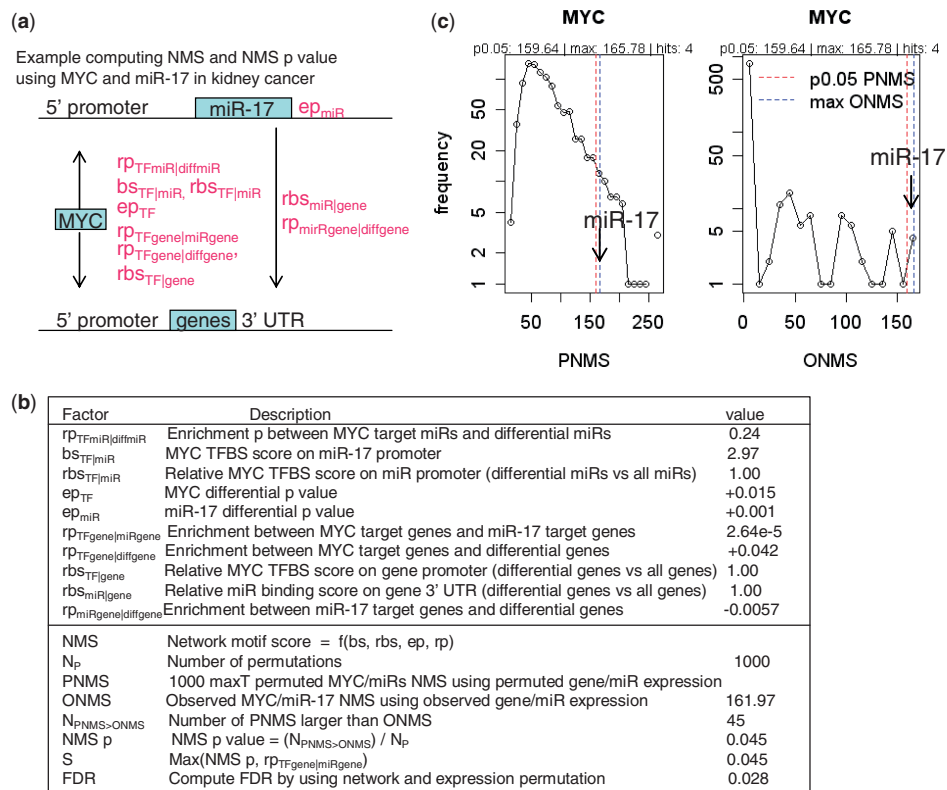 (a)
Example computing NMS and NMS p value
using MYC and miR-17 in kidney cancer
5' promoter miR-17 ep_miR
rp_TFmiR|diffmiR
bs_TF|miR, rbs_TF|miR
ep_TF
rp_TFgene|miRgene
rp_TFgene|diffgene,
rbs_TF|gene
MYC
rbs_miR|gene
rp_mirRgene|diffgene
5' promoter genes 3' UTR
(c)
MYC
p0.05: 159.64 | max: 165.78 | hits: 4
frequency
50
20
10
5
2
1
miR-17
50 150 250
PNMS
MYC
p0.05: 159.64 | max: 165.78 | hits: 4
500
50
5
1
p0.05 PNMS
max ONMS
miR-17
0 50 100 150
ONMS
(b)
Factor Description value
rp_TFmiR|diffmiR Enrichment p between MYC target miRs and differential miRs 0.24
bs_TF|miR MYC TFBS score on miR-17 promoter 2.97
rbs_TF|miR Relative MYC TFBS score on miR promoter (differential miRs vs all miRs) 1.00
ep_TF MYC differential p value +0.015
ep_miR miR-17 differential p value +0.001
rp_TFgene|miRgene Enrichment between MYC target genes and miR-17 target genes 2.64e-5
rp_TFgene|diffgene Enrichment between MYC target genes and differential genes +0.042
rbs_TF|gene Relative MYC TFBS score on gene promoter (differential genes vs all genes) 1.00
rbs_miR|gene Relative miR binding score on gene 3' UTR (differential genes vs all genes) 1.00
rp_miRgene|diffgene Enrichment between miR-17 target genes and differential genes -0.0057
NMS Network motif score = f(bs, rbs, ep, rp)
N_P Number of permutations 1000
PNMS 1000 maxT permuted MYC/miRs NMS using permuted gene/miR expression
ONMS Observed MYC/miR-17 NMS using observed gene/miR expression 161.97
N_PNMS>ONMS Number of PNMS larger than ONMS 45
NMS p NMS p value = (N_PNMS>ONMS) / N_P 0.045
S Max(NMS p, rp_TFgene|miRgene) 0.045
FDR Compute FDR by using network and expression permutation 0.028